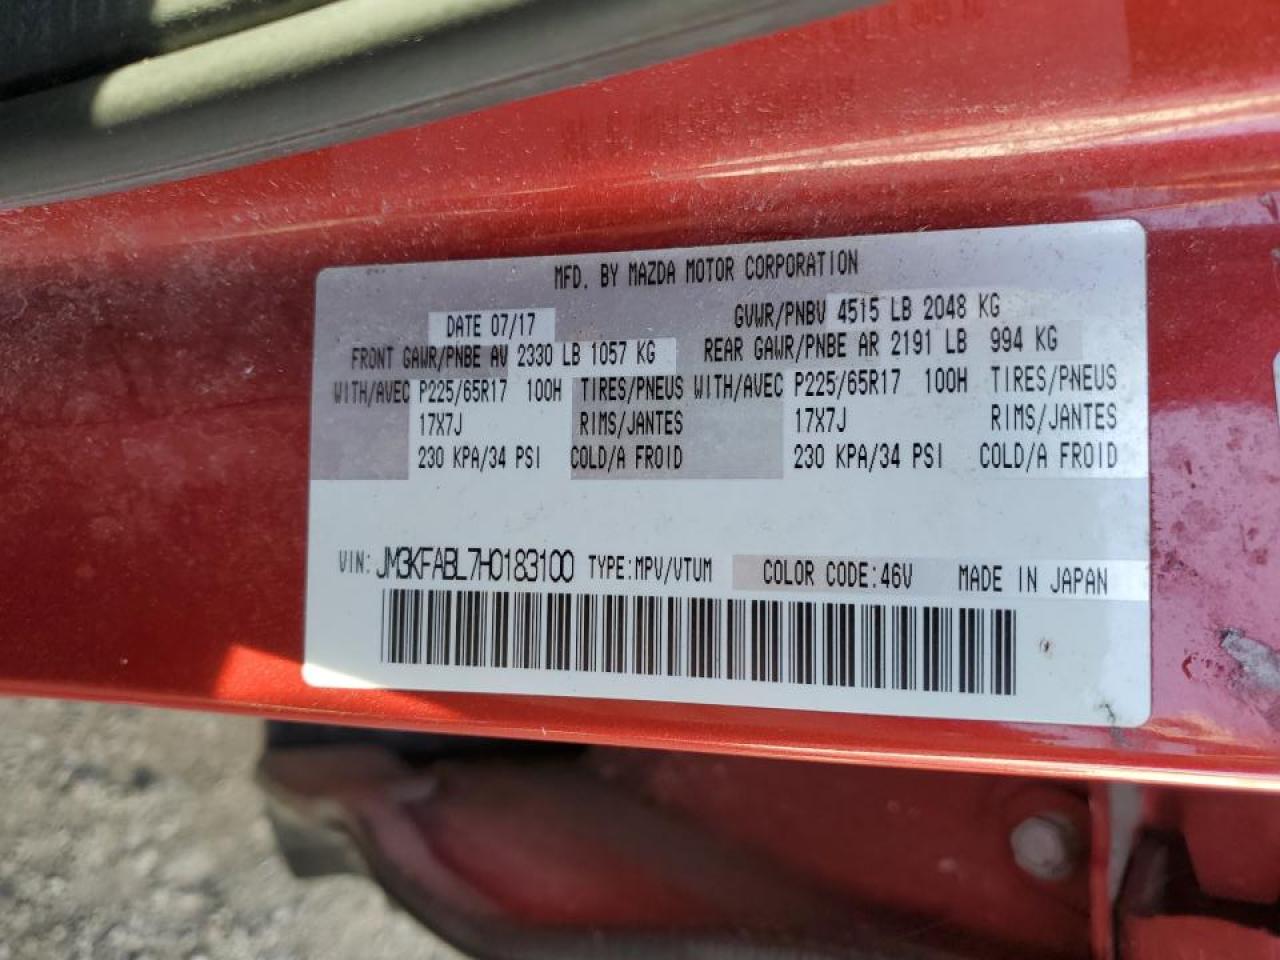 MFD. BY MAZDA MOTOR CORPORATION
DATE 07/17 GVWR/PNBV 4515 LB 2048 KG
FRONT GAWR/PNBE AV 2330 LB 1057 KG REAR GAWR/PNBE AR 2191 LB 994 KG
WITH/AVEC P225/65R17 100H TIRES/PNEUS WITH/AVEC P225/65R17 100H TIRES/PNEUS
17X7J RIMS/JANTES 17X7J RIMS/JANTES
230 KPA/34 PSI COLD/A FROID 230 KPA/34 PSI COLD/A FROID
VIN: JM3KFABL7H0183100 TYPE:MPV/VTUM COLOR CODE:46V MADE IN JAPAN